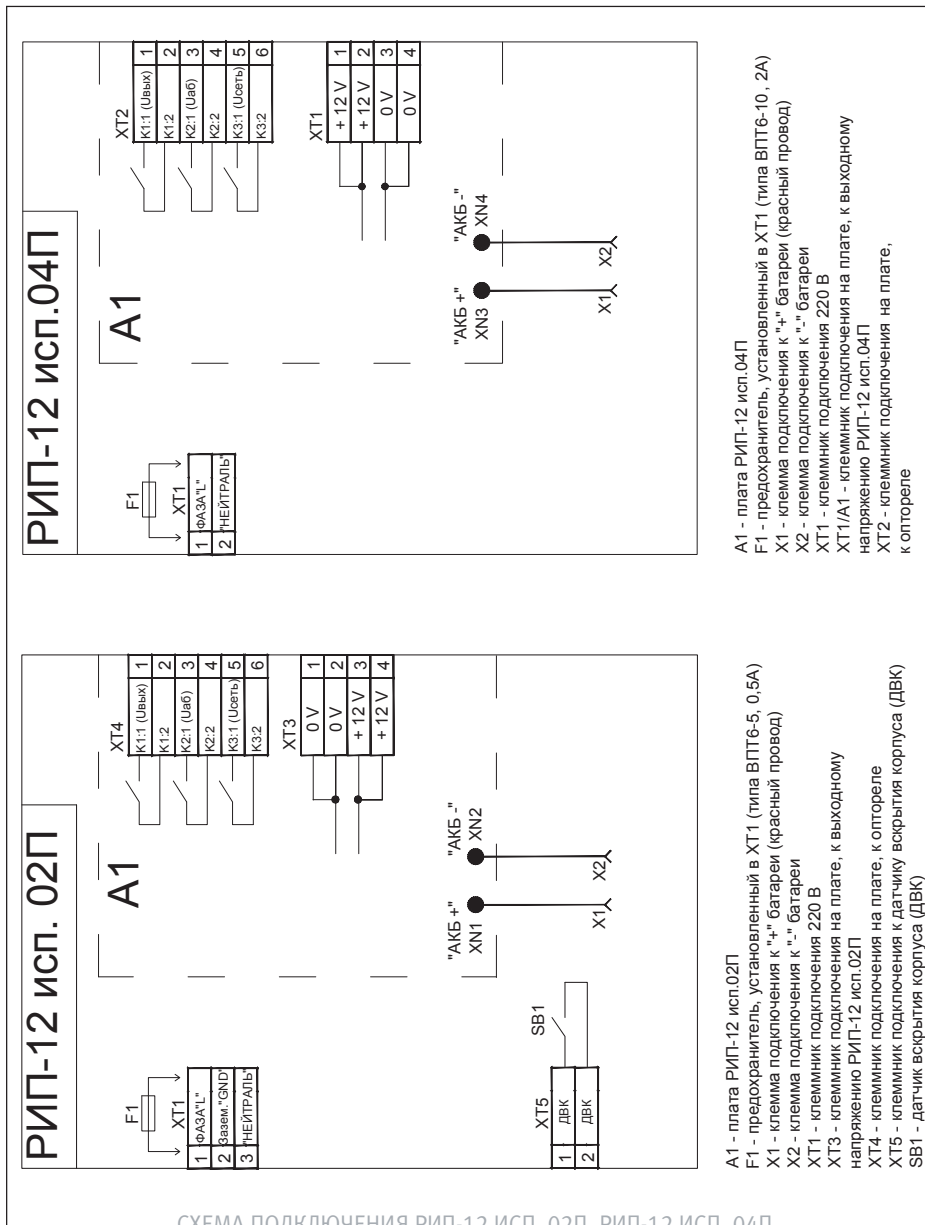 РИП-12 исп. 02П
A1
F1
XT1
1 ФАЗА"L"
2 Зазем."GND"
3 "НЕЙТРАЛЬ"
XT4
K1:1 (Uвых) 1
K1:2 2
K2:1 (Uаб) 3
K2:2 4
K3:1 (Uсеть) 5
K3:2 6
XT3
0 V 1
0 V 2
+ 12 V 3
+ 12 V 4
"АКБ +"
XN1
"АКБ -"
XN2
X1
X2
XT5
1 ДВК
2 ДВК
SB1
A1 - плата РИП-12 исп.02П
F1 - предохранитель, установленный в XT1 (типа ВПТ6-5, 0,5А)
X1 - клемма подключения к "+" батареи (красный провод)
X2 - клемма подключения к "-" батареи
XT1 - клеммник подключения 220 В
XT3 - клеммник подключения на плате, к выходному
напряжению РИП-12 исп.02П
XT4 - клеммник подключения на плате, к оптореле
XT5 - клеммник подключения к датчику вскрытия корпуса (ДВК)
SB1 - датчик вскрытия корпуса (ДВК)
РИП-12 исп.04П
A1
F1
XT1
1 ФАЗА"L"
2 "НЕЙТРАЛЬ"
XT2
K1:1 (Uвых) 1
K1:2 2
K2:1 (Uаб) 3
K2:2 4
K3:1 (Uсеть) 5
K3:2 6
XT1
+ 12 V 1
+ 12 V 2
0 V 3
0 V 4
"АКБ +"
XN3
"АКБ -"
XN4
X1
X2
A1 - плата РИП-12 исп.04П
F1 - предохранитель, установленный в XT1 (типа ВПТ6-10, 2А)
X1 - клемма подключения к "+" батареи (красный провод)
X2 - клемма подключения к "-" батареи
XT1 - клеммник подключения 220 В
XT1/A1 - клеммник подключения на плате, к выходному
напряжению РИП-12 исп.04П
XT2 - клеммник подключения на плате,
к оптореле
СХЕМА ПОДКЛЮЧЕНИЯ РИП-12 ИСП. 02П, РИП-12 ИСП. 04П